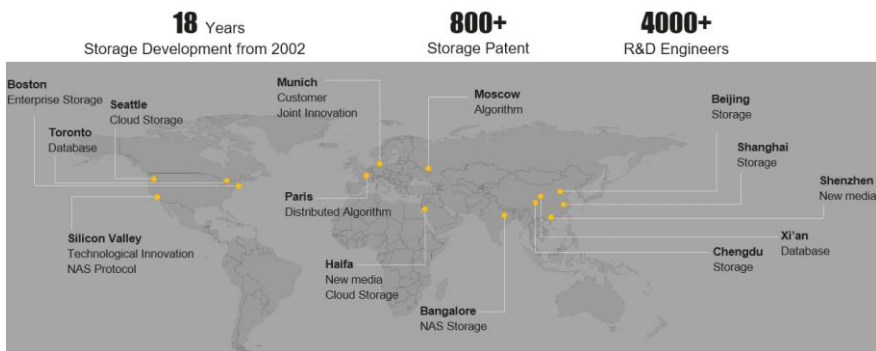 18 Years
Storage Development from 2002
800+
Storage Patent
4000+
R&D Engineers
Boston
Enterprise Storage
Seattle
Cloud Storage
Toronto
Database
Silicon Valley
Technological Innovation
NAS Protocol
Munich
Customer
Joint Innovation
Paris
Distributed Algorithm
Moscow
Algorithm
Haifa
New media
Cloud Storage
Bangalore
NAS Storage
Beijing
Storage
Shanghai
Storage
Shenzhen
New media
Xi'an
Database
Chengdu
Storage